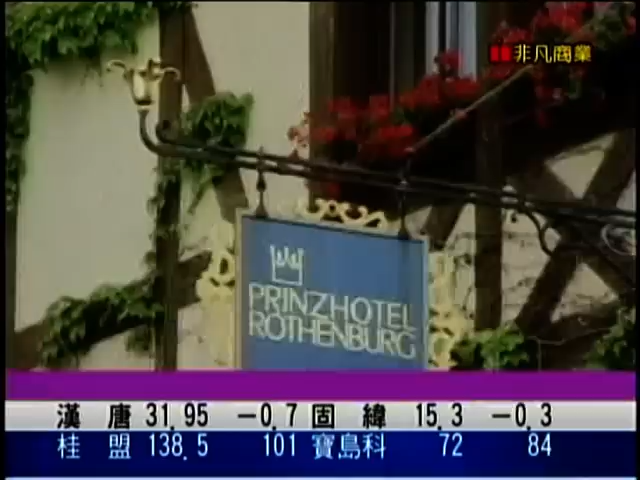 非凡商業
PRINZHOTEL
ROTHENBURG
漢 唐 31.95 -0.7 固 緯 15.3 -0.3
桂 盟 138.5 101 寶島科 72 84